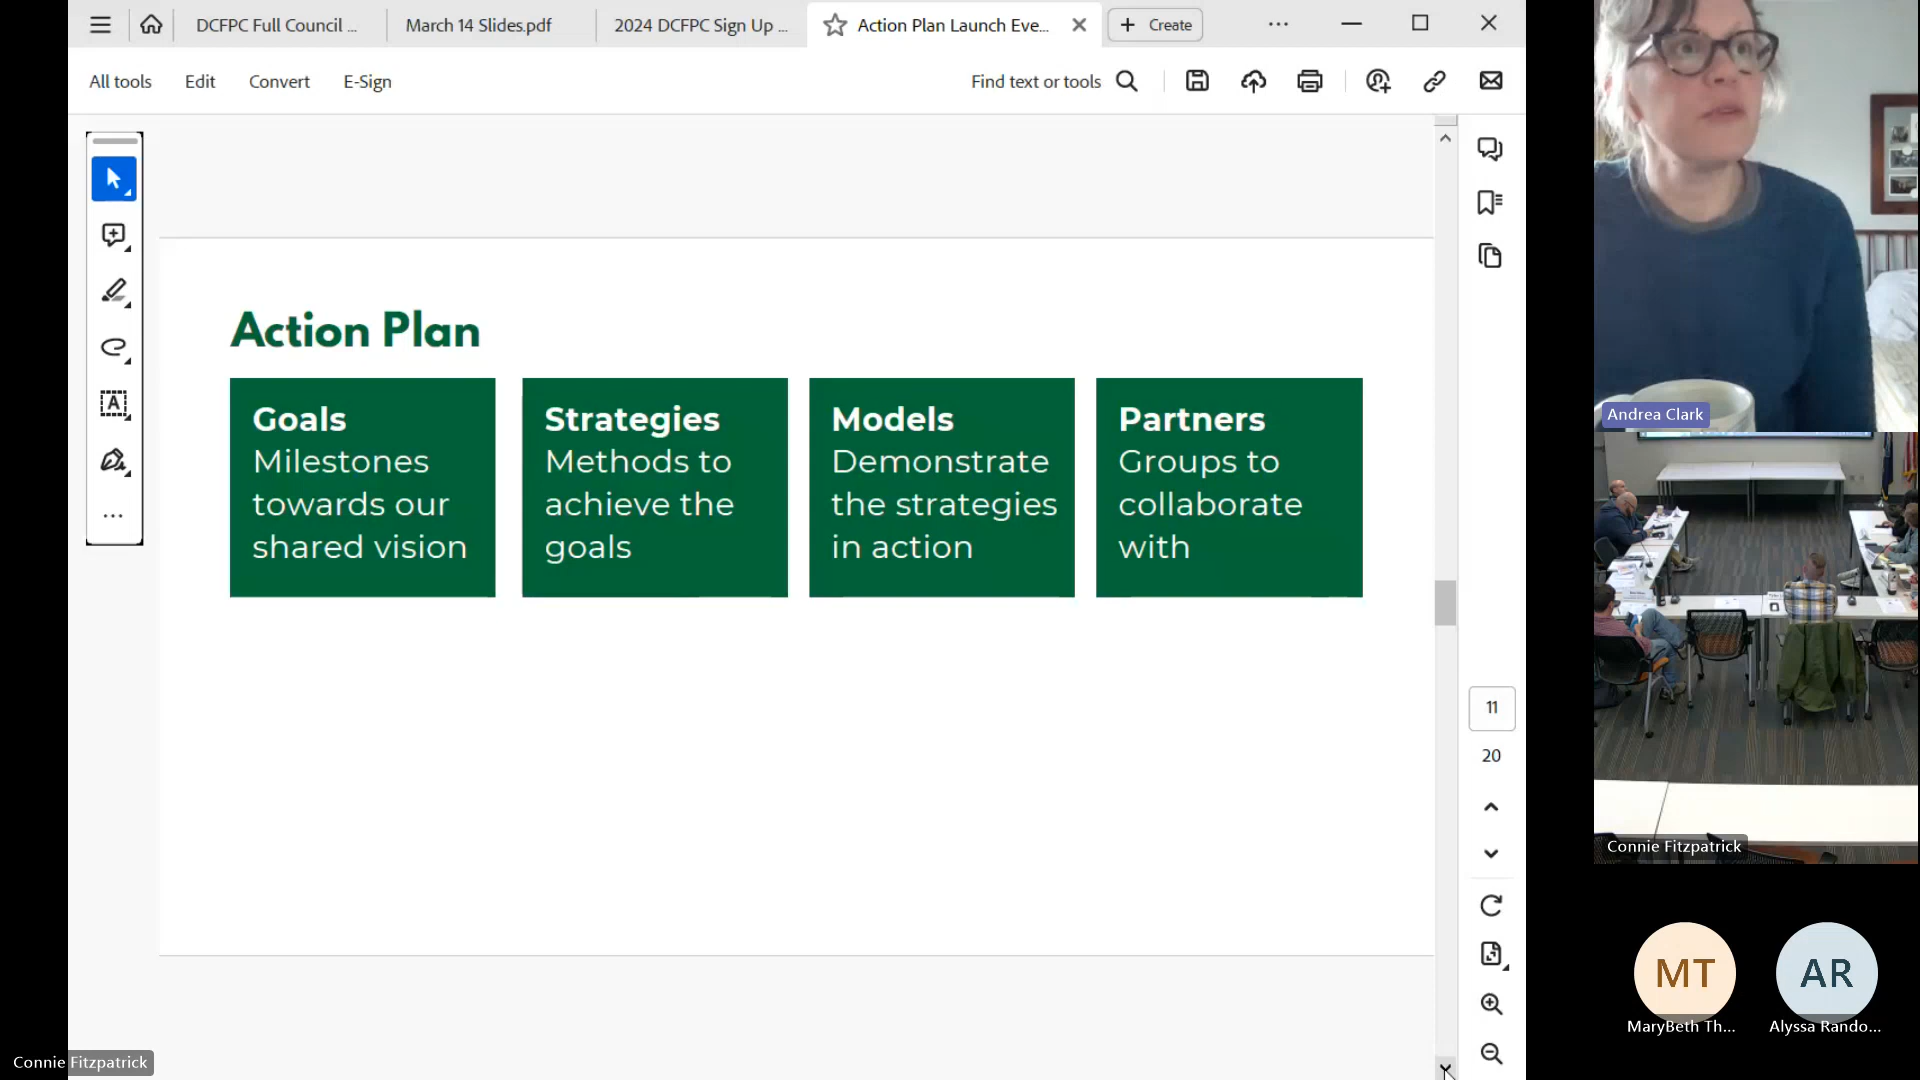 DCFPC Full Council ...
March 14 Slides.pdf
2024 DCFPC Sign Up ...
Action Plan Launch Eve...
Create
All tools
Edit
Convert
E-Sign
Find text or tools
Action Plan
Goals
Milestones
towards our
shared vision
Strategies
Methods to
achieve the
goals
Models
Demonstrate
the strategies
in action
Partners
Groups to
collaborate
with
11
20
Andrea Clark
Connie Fitzpatrick
MT
MaryBeth Th...
AR
Alyssa Rando...
Connie Fitzpatrick